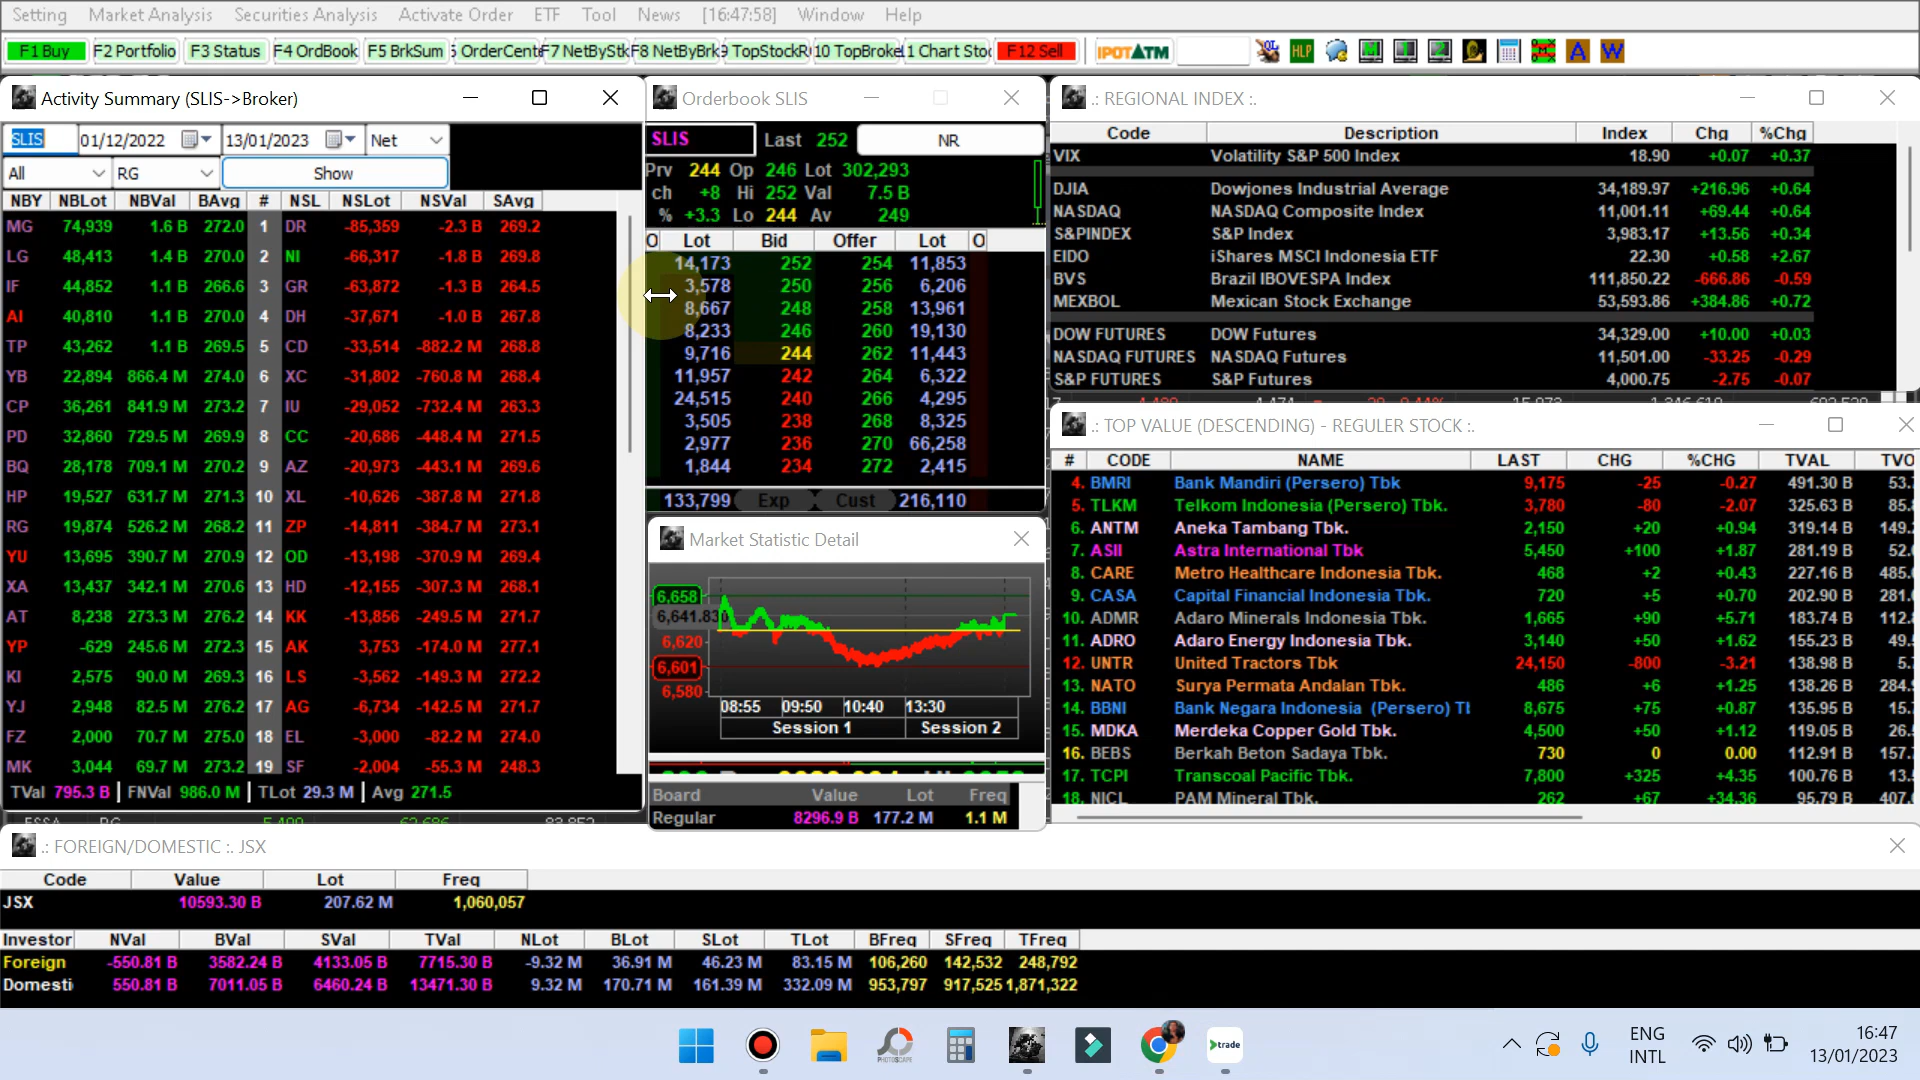 Setting Market Analysis Securities Analysis Activate Order ETF Tool News [16:47:58] Window Help
F1 Buy F2 Portfolio F3 Status F4 OrdBook F5 BrkSum OrderCent F7 NetByStk F8 NetByBrk TopStock 10 TopBroke Chart Sto F12 Sell IPOTATM HLP A W
Activity Summary (SLIS->Broker)
SLIS 01/12/2022 13/01/2023 Net
All RG Show
NBY NBLot NBVal BAvg # NSL NSLot NSVal SAvg
MG 74,939 1.6 B 272.0 1 DR -85,359 -2.3 B 269.2
LG 48,413 1.4 B 270.0 2 NI -66,317 -1.8 B 269.8
IF 44,852 1.1 B 266.6 3 GR -63,872 -1.3 B 264.5
AI 40,810 1.1 B 270.0 4 DH -37,671 -1.0 B 267.8
TP 43,262 1.1 B 269.5 5 CD -33,514 -882.2 M 268.8
YB 22,894 866.4 M 274.0 6 XC -31,802 -760.8 M 268.4
CP 36,261 841.9 M 273.2 7 IU -29,052 -732.4 M 263.3
PD 32,860 729.5 M 269.9 8 CC -20,686 -448.4 M 271.5
BQ 28,178 709.1 M 270.2 9 AZ -20,973 -443.1 M 269.6
HP 19,527 631.7 M 271.3 10 XL -10,626 -387.8 M 271.8
RG 19,874 526.2 M 268.2 11 ZP -14,811 -384.7 M 273.1
YU 13,695 390.7 M 270.9 12 OD -13,198 -370.9 M 269.4
XA 13,437 342.1 M 270.6 13 HD -12,155 -307.3 M 268.1
AT 8,238 273.3 M 276.2 14 KK -13,856 -249.5 M 271.7
YP -629 245.6 M 272.3 15 AK 3,753 -174.0 M 277.1
KI 2,575 90.0 M 269.3 16 LS -3,562 -149.3 M 272.2
YJ 2,948 82.5 M 276.2 17 AG -6,734 -142.5 M 271.7
FZ 2,000 70.7 M 275.0 18 EL -3,000 -82.2 M 274.0
MK 3,044 69.7 M 273.2 19 SF -2,004 -55.3 M 248.3
TVal 795.3 B FNVal 986.0 M TLot 29.3 M Avg 271.5
Orderbook SLIS
SLIS Last 252 NR
Prv 244 Op 246 Lot 302,293
ch +8 Hi 252 Val 7.5 B
% +3.3 Lo 244 Av 249
O Lot Bid Offer Lot O
14,173 252 254 11,853
3,578 250 256 6,206
8,667 248 258 13,961
8,233 246 260 19,130
9,716 244 262 11,443
11,957 242 264 6,322
24,515 240 266 4,295
3,505 238 268 8,325
2,977 236 270 66,258
1,844 234 272 2,415
133,799 Exp Cust 216,110
Market Statistic Detail
6,658
6,641.830
6,620
6,601
6,580
08:55 09:50 10:40 13:30
Session 1 Session 2
Board Value Lot Freq
Regular 8296.9 B 177.2 M 1.1 M
.: REGIONAL INDEX :.
Code Description Index Chg %Chg
VIX Volatility S&P 500 Index 18.90 +0.07 +0.37
DJIA Dowjones Industrial Average 34,189.97 +216.96 +0.64
NASDAQ NASDAQ Composite Index 11,001.11 +69.44 +0.64
S&PINDEX S&P Index 3,983.17 +13.56 +0.34
EIDO iShares MSCI Indonesia ETF 22.30 +0.58 +2.67
BVS Brazil IBOVESPA Index 111,850.22 -666.86 -0.59
MEXBOL Mexican Stock Exchange 53,593.86 +384.86 +0.72
DOW FUTURES DOW Futures 34,329.00 +10.00 +0.03
NASDAQ FUTURES NASDAQ Futures 11,501.00 -33.25 -0.29
S&P FUTURES S&P Futures 4,000.75 -2.75 -0.07
.: TOP VALUE (DESCENDING) - REGULER STOCK :.
# CODE NAME LAST CHG %CHG TVAL TVO
4. BMRI Bank Mandiri (Persero) Tbk 9,175 -25 -0.27 491.30 B 53.
5. TLKM Telkom Indonesia (Persero) Tbk. 3,780 -80 -2.07 325.63 B 85.
6. ANTM Aneka Tambang Tbk. 2,150 +20 +0.94 319.14 B 149.
7. ASII Astra International Tbk 5,450 +100 +1.87 281.19 B 52.
8. CARE Metro Healthcare Indonesia Tbk. 468 +2 +0.43 227.16 B 485.
9. CASA Capital Financial Indonesia Tbk. 720 +5 +0.70 202.90 B 281.
10. ADMR Adaro Minerals Indonesia Tbk. 1,665 +90 +5.71 183.74 B 112.
11. ADRO Adaro Energy Indonesia Tbk. 3,140 +50 +1.62 155.23 B 49.
12. UNTR United Tractors Tbk 24,150 -800 -3.21 138.98 B 5.
13. NATO Surya Permata Andalan Tbk. 486 +6 +1.25 138.26 B 284.
14. BBNI Bank Negara Indonesia (Persero) Tl 8,675 +75 +0.87 135.95 B 15.
15. MDKA Merdeka Copper Gold Tbk. 4,500 +50 +1.12 119.05 B 26.
16. BEBS Berkah Beton Sadaya Tbk. 730 0 0.00 112.91 B 157.
17. TCPI Transcoal Pacific Tbk. 7,800 +325 +4.35 100.76 B 13.
18. NICL PAM Mineral Tbk. 262 +67 +34.36 95.79 B 407.
.: FOREIGN/DOMESTIC :. JSX
Code Value Lot Freq
JSX 10593.30 B 207.62 M 1,060,057
Investor NVal BVal SVal TVal NLot BLot SLot TLot BFreq SFreq TFreq
Foreign -550.81 B 3582.24 B 4133.05 B 7715.30 B -9.32 M 36.91 M 46.23 M 83.15 M 106,260 142,532 248,792
Domesti 550.81 B 7011.05 B 6460.24 B 13471.30 B 9.32 M 170.71 M 161.39 M 332.09 M 953,797 917,525 1,871,322
PHOTOSCAPE trade
ENG INTL
16:47
13/01/2023